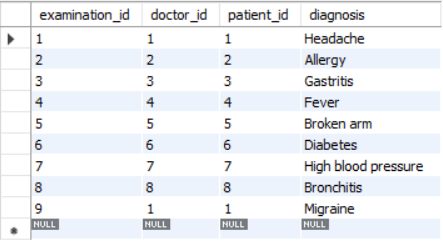 examination_id doctor_id patient_id diagnosis
1 1 1 Headache
2 2 2 Allergy
3 3 3 Gastritis
4 4 4 Fever
5 5 5 Broken arm
6 6 6 Diabetes
7 7 7 High blood pressure
8 8 8 Bronchitis
9 1 1 Migraine
NULL NULL NULL NULL